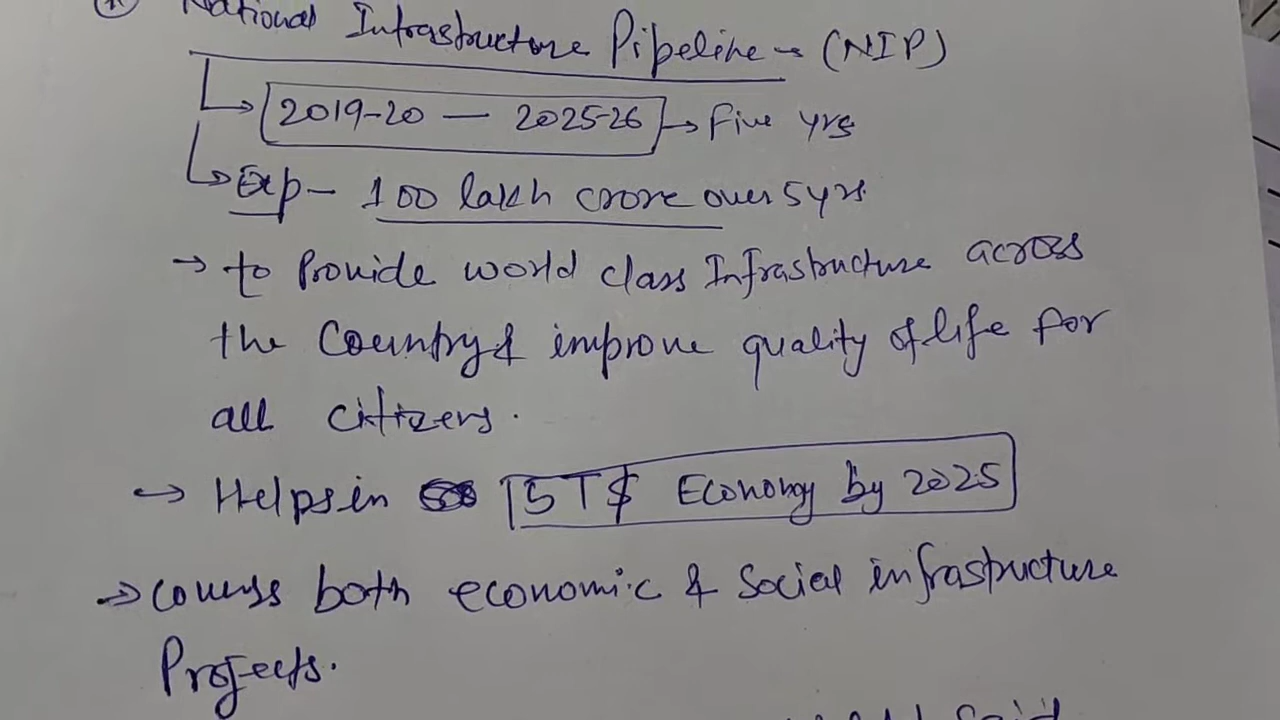 National Infrastructure Pipeline → (NIP)
→ 2019-20 — 2025-26 → five yrs
→ Exp - 100 lakh crore over 5 yrs
→ to Provide world class Infrastructure across
the Country & improve quality of life for
all citizens.
→ Helps in 5T$ Economy by 2025
→ covers both economic & Social infrastructure
Projects.
Said